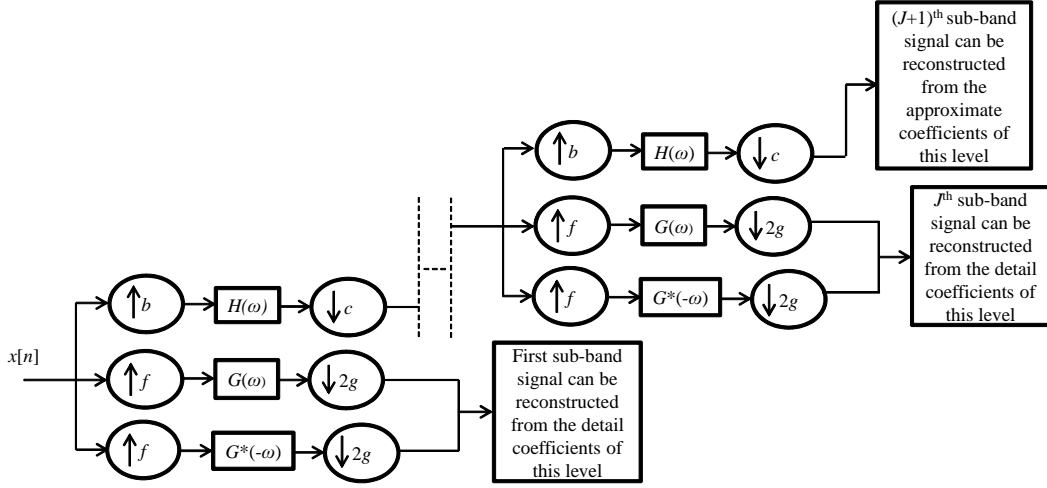 (J+1)th sub-band
signal can be
reconstructed
from the
approximate
coefficients of
this level
b
H(ω)
c
Jth sub-band
signal can be
reconstructed
from the detail
coefficients of
this level
f
G(ω)
2g
f
G*(-ω)
2g
b
H(ω)
c
x[n]
f
G(ω)
2g
First sub-band
signal can be
reconstructed
from the detail
coefficients of
this level
f
G*(-ω)
2g